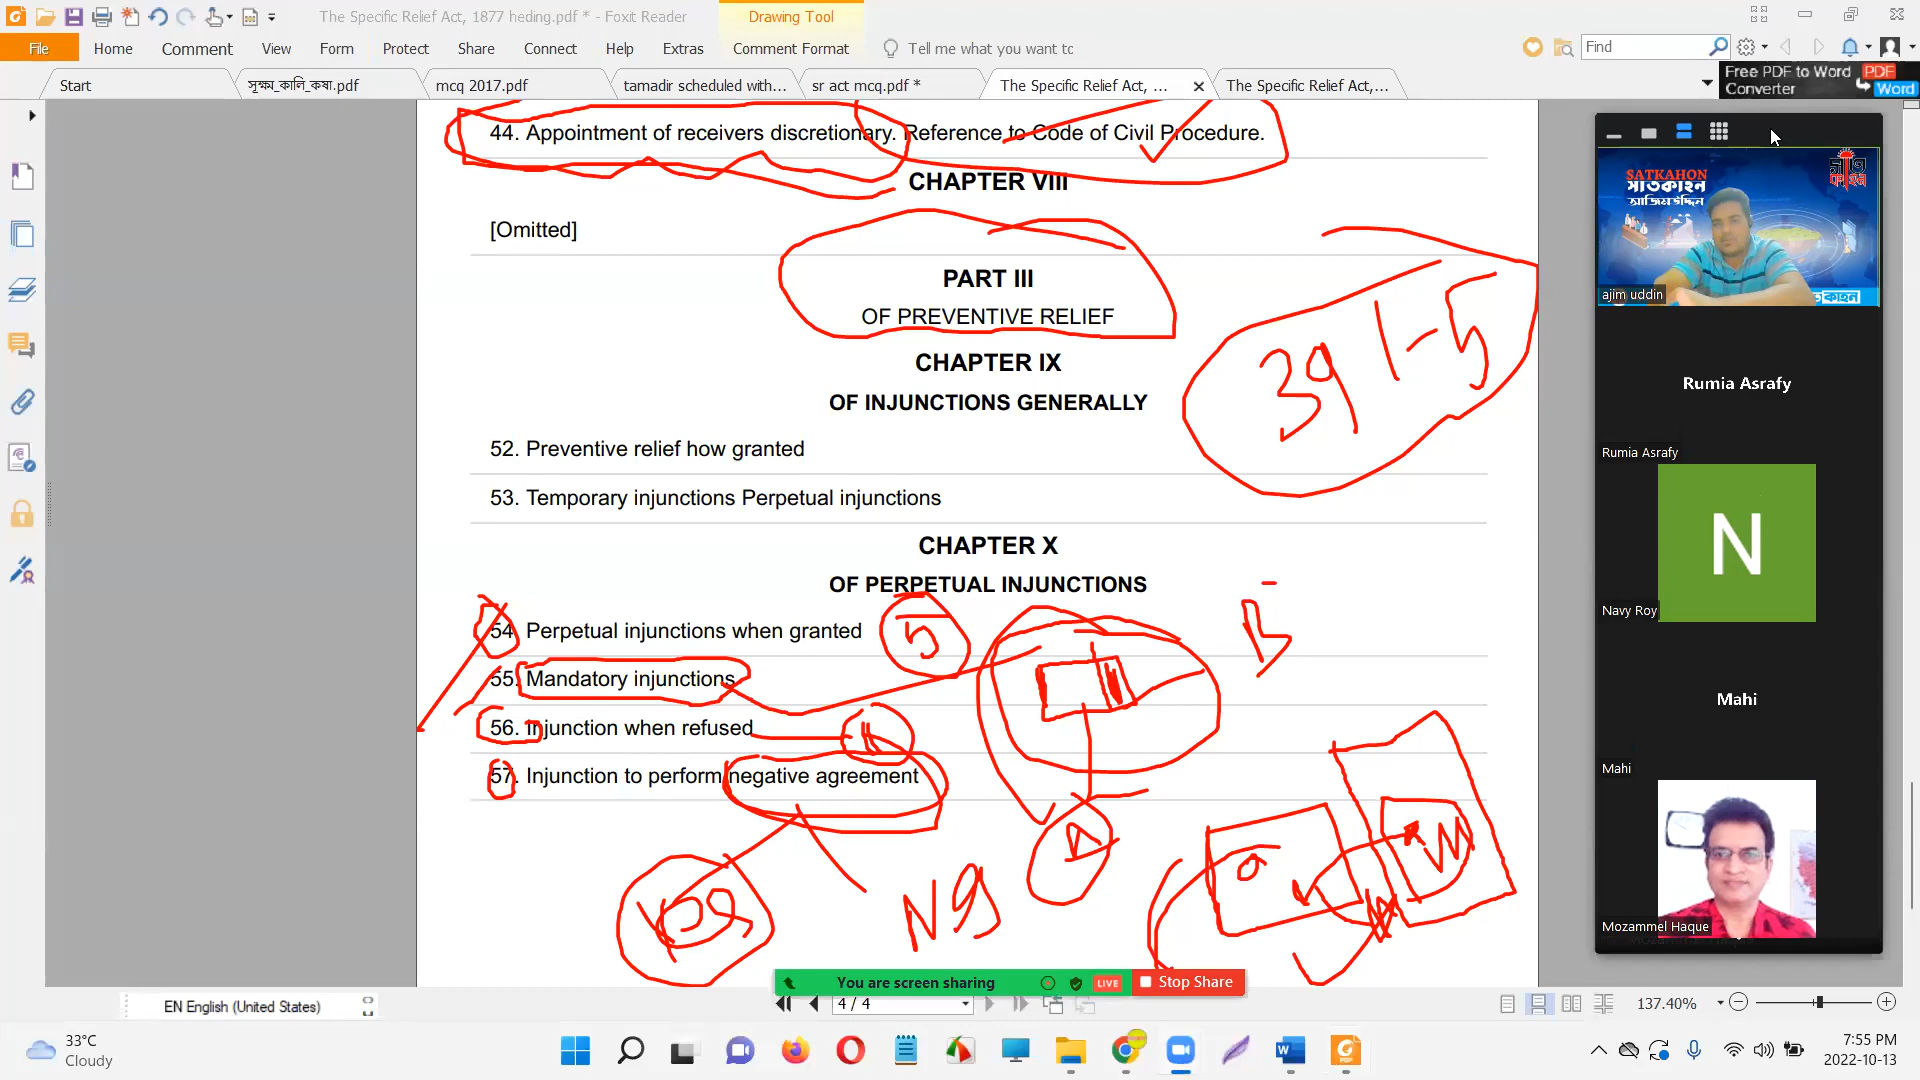 The Specific Relief Act, 1877 heding.pdf * - Foxit Reader
Drawing Tool
File
Home
Comment
View
Form
Protect
Share
Connect
Help
Extras
Comment Format
Tell me what you want to
Find
Start
সূক্ষ্ম_কালি_কষা.pdf
mcq 2017.pdf
tamadir scheduled with...
sr act mcq.pdf *
The Specific Relief Act, ...
The Specific Relief Act,...
Free PDF to Word
Converter
PDF
Word
44. Appointment of receivers discretionary. Reference to Code of Civil Procedure.
CHAPTER VIII
[Omitted]
PART III
OF PREVENTIVE RELIEF
CHAPTER IX
OF INJUNCTIONS GENERALLY
52. Preventive relief how granted
53. Temporary injunctions Perpetual injunctions
CHAPTER X
OF PERPETUAL INJUNCTIONS
54. Perpetual injunctions when granted
55. Mandatory injunctions
56. Injunction when refused
57. Injunction to perform negative agreement
39 1-5
SATKAHON
সাতকাহন
আজিম উদ্দিন
ajim uddin
Rumia Asrafy
Rumia Asrafy
N
Navy Roy
Mahi
Mahi
Mozammel Haque
You are screen sharing
LIVE
Stop Share
EN English (United States)
4 / 4
137.40%
33°C
Cloudy
7:55 PM
2022-10-13